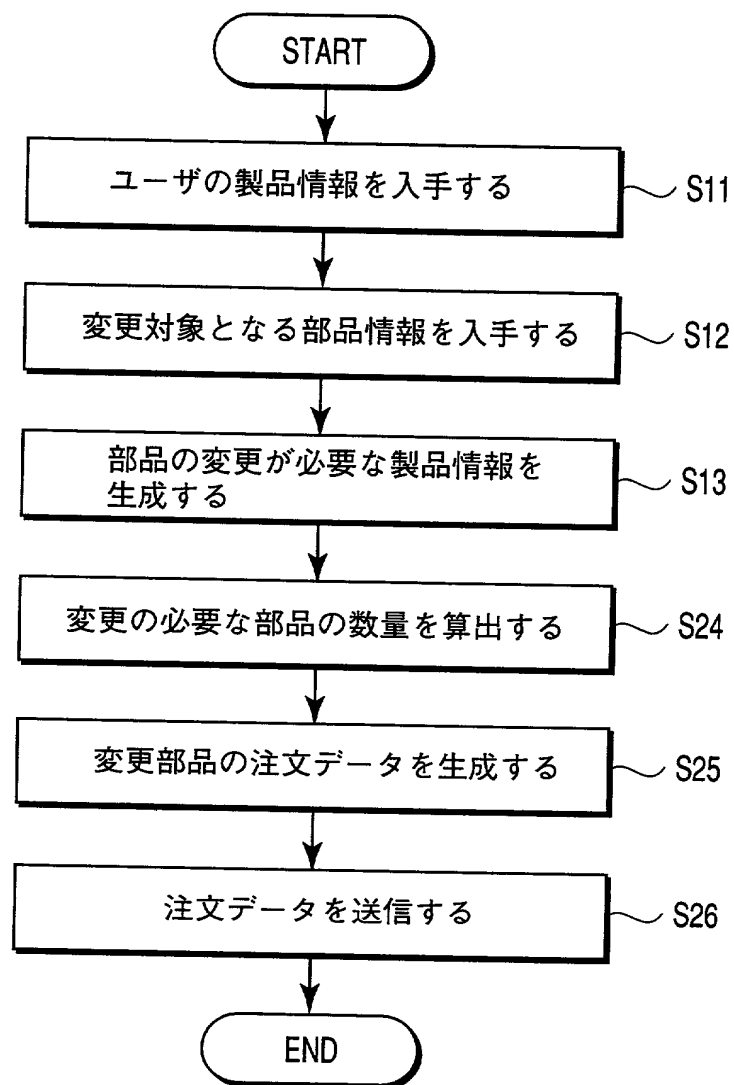 START
ユーザの製品情報を入手する
S11
変更対象となる部品情報を入手する
S12
部品の変更が必要な製品情報を
生成する
S13
変更の必要な部品の数量を算出する
S24
変更部品の注文データを生成する
S25
注文データを送信する
S26
END